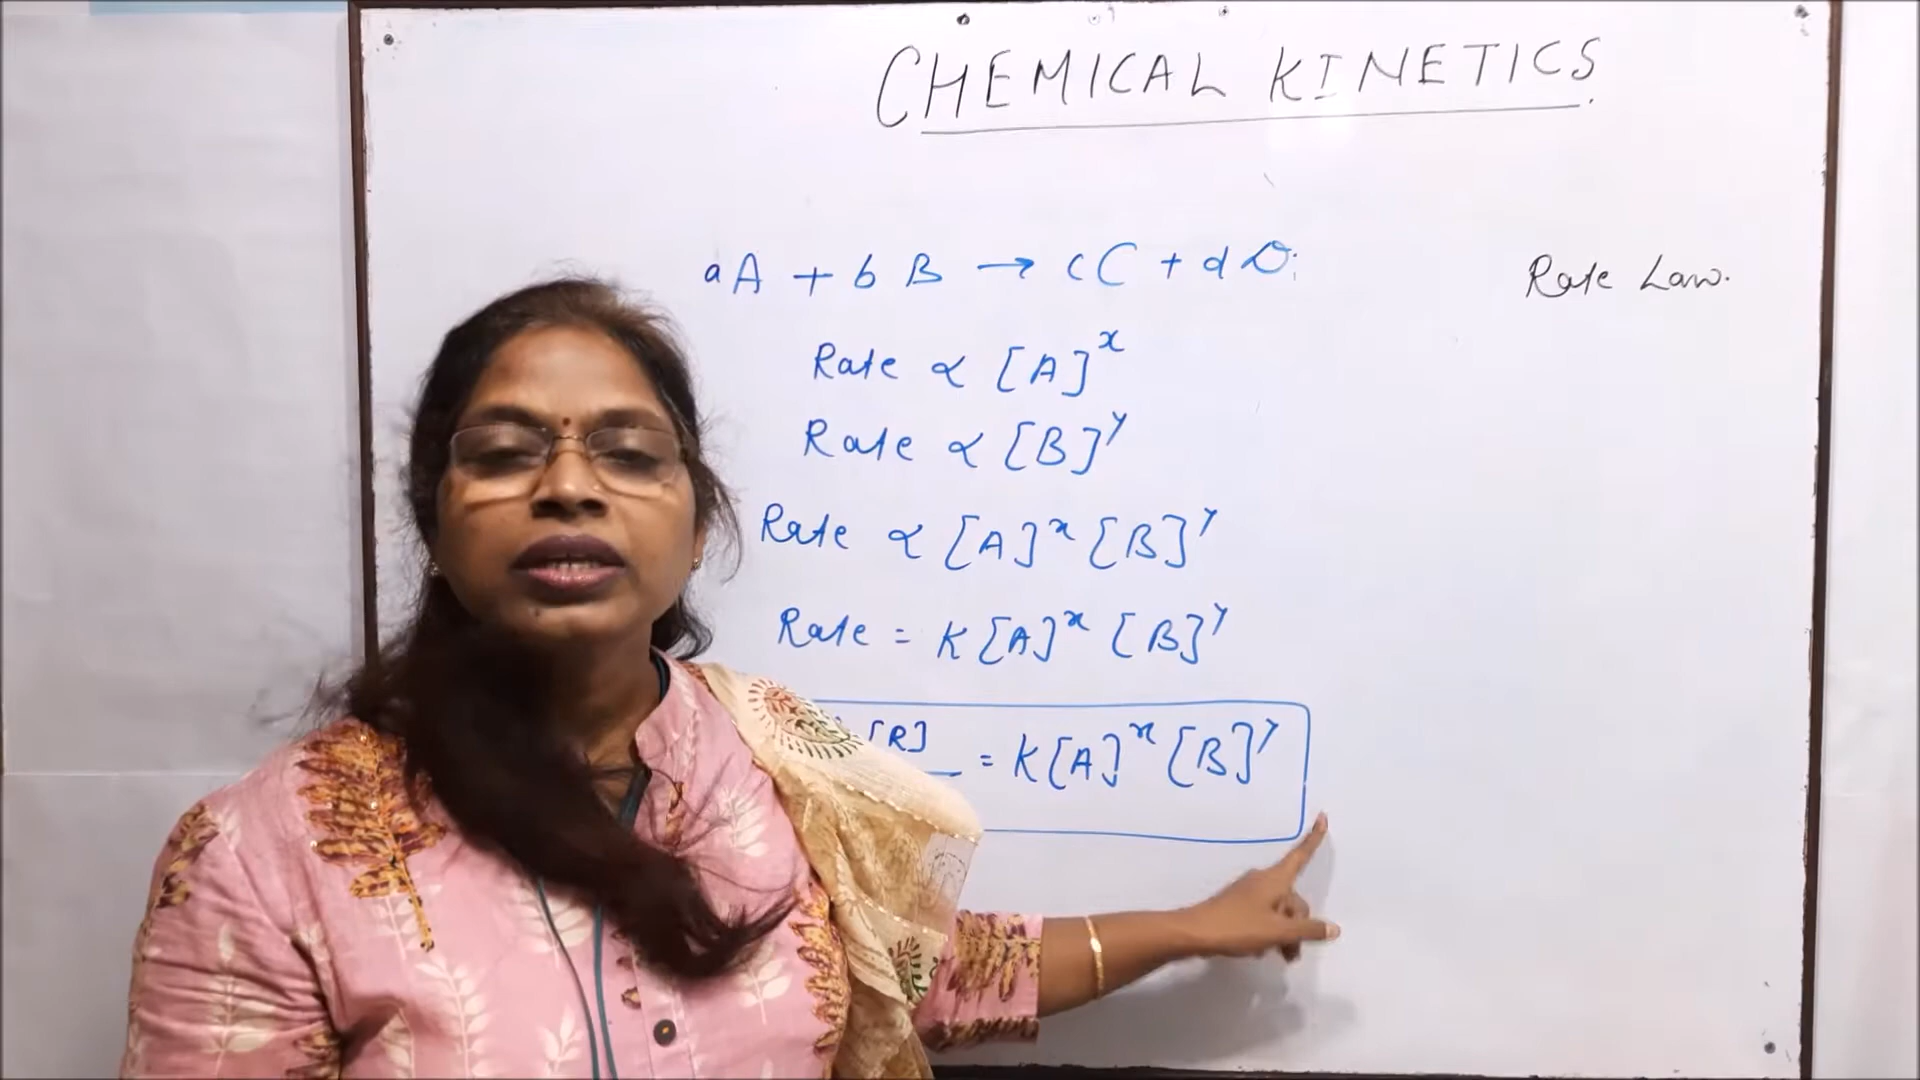 CHEMICAL KINETICS
aA + bB → cC + dD
Rate Law.
Rate ∝ [A]ˣ
Rate ∝ [B]ʸ
Rate ∝ [A]ˣ [B]ʸ
Rate = K[A]ˣ [B]ʸ
[R] = K[A]ˣ [B]ʸ